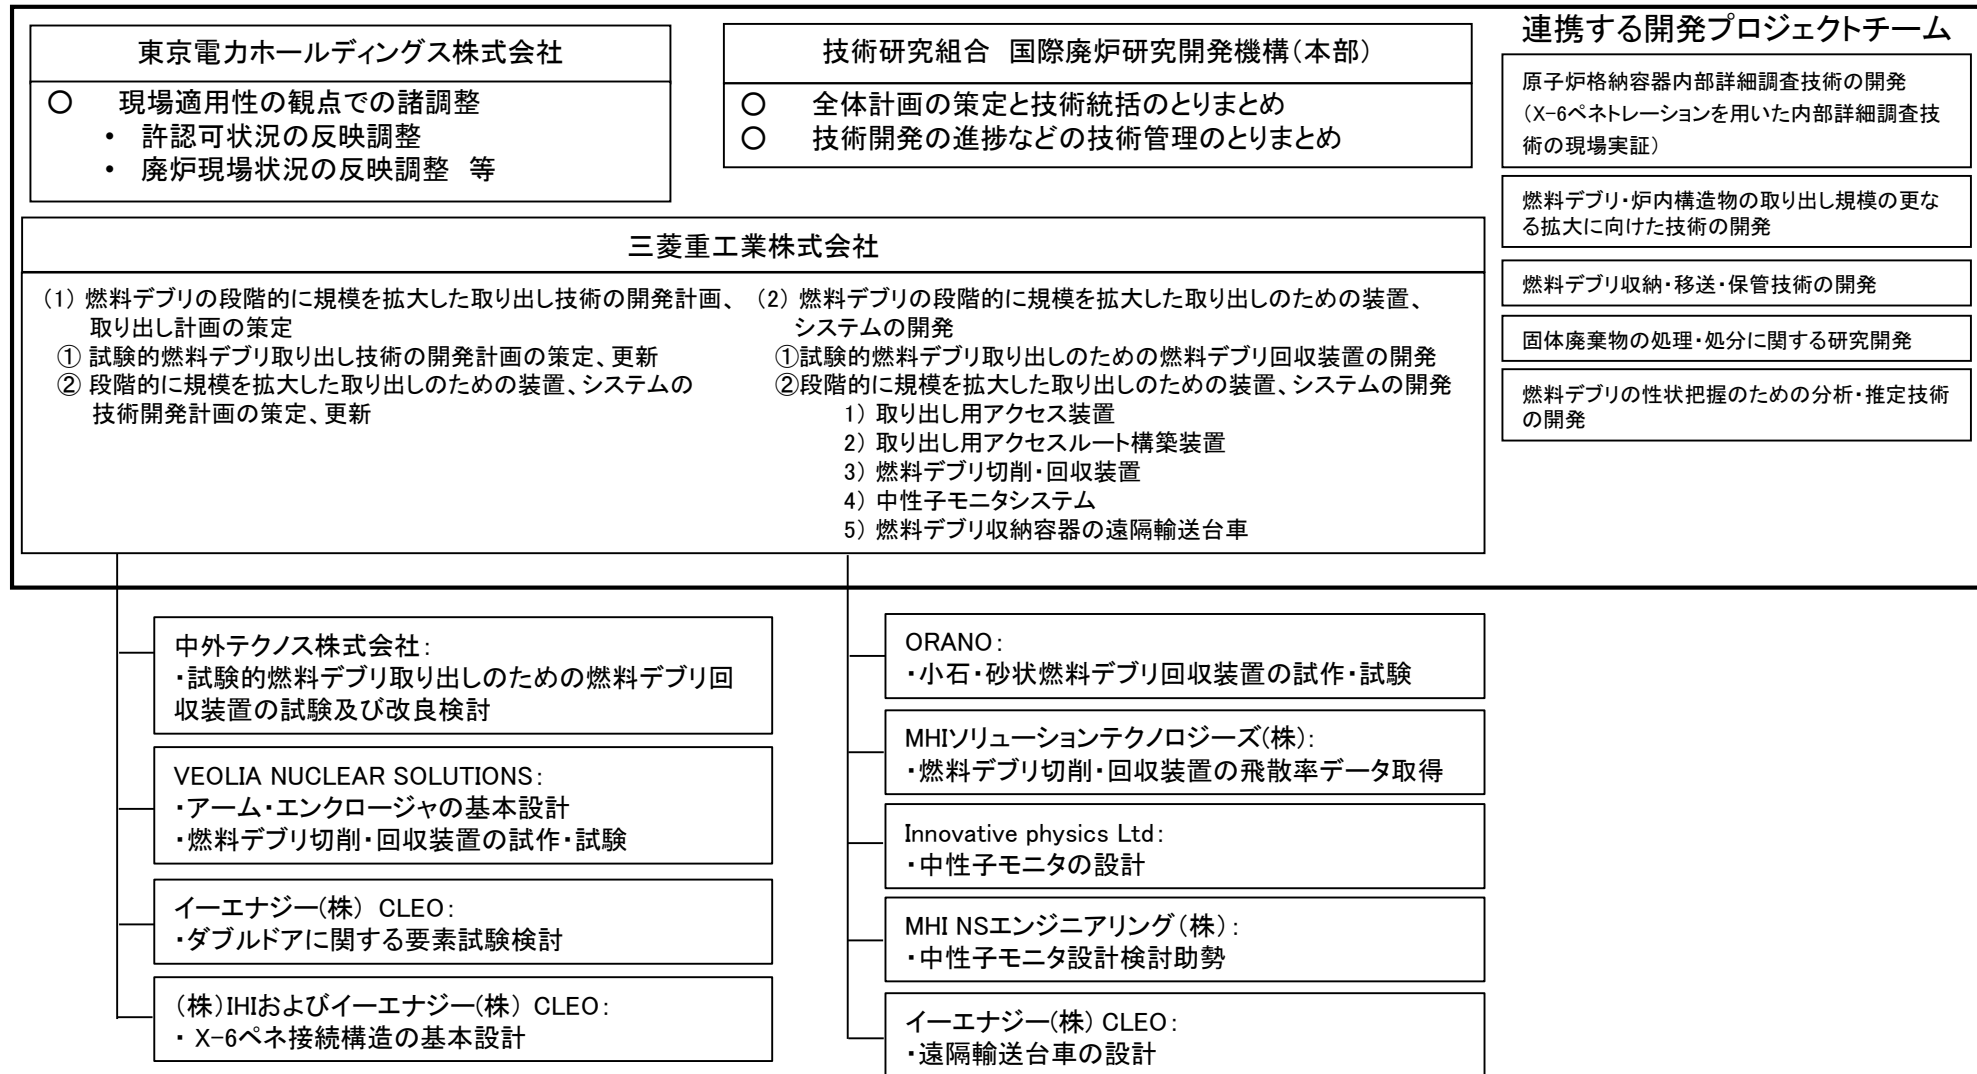 東京電力ホールディングス株式会社
○ 現場適用性の観点での諸調整
・ 許認可状況の反映調整
・ 廃炉現場状況の反映調整 等
技術研究組合 国際廃炉研究開発機構(本部)
○ 全体計画の策定と技術統括のとりまとめ
○ 技術開発の進捗などの技術管理のとりまとめ
連携する開発プロジェクトチーム
原子炉格納容器内部詳細調査技術の開発
(X-6ペネトレーションを用いた内部詳細調査技
術の現場実証)
燃料デブリ・炉内構造物の取り出し規模の更な
る拡大に向けた技術の開発
燃料デブリ収納・移送・保管技術の開発
固体廃棄物の処理・処分に関する研究開発
燃料デブリの性状把握のための分析・推定技術
の開発
三菱重工業株式会社
(1) 燃料デブリの段階的に規模を拡大した取り出し技術の開発計画、
取り出し計画の策定
① 試験的燃料デブリ取り出し技術の開発計画の策定、更新
② 段階的に規模を拡大した取り出しのための装置、システムの
技術開発計画の策定、更新
(2) 燃料デブリの段階的に規模を拡大した取り出しのための装置、
システムの開発
①試験的燃料デブリ取り出しのための燃料デブリ回収装置の開発
②段階的に規模を拡大した取り出しのための装置、システムの開発
1) 取り出し用アクセス装置
2) 取り出し用アクセスルート構築装置
3) 燃料デブリ切削・回収装置
4) 中性子モニタシステム
5) 燃料デブリ収納容器の遠隔輸送台車
中外テクノス株式会社:
・試験的燃料デブリ取り出しのための燃料デブリ回
収装置の試験及び改良検討
VEOLIA NUCLEAR SOLUTIONS:
・アーム・エンクロージャの基本設計
・燃料デブリ切削・回収装置の試作・試験
イーエナジー(株) CLEO:
・ダブルドアに関する要素試験検討
(株)IHIおよびイーエナジー(株) CLEO:
・ X-6ペネ接続構造の基本設計
ORANO:
・小石・砂状燃料デブリ回収装置の試作・試験
MHIソリューションテクノロジーズ(株):
・燃料デブリ切削・回収装置の飛散率データ取得
Innovative physics Ltd:
・中性子モニタの設計
MHI NSエンジニアリング(株):
・中性子モニタ設計検討助勢
イーエナジー(株) CLEO:
・遠隔輸送台車の設計